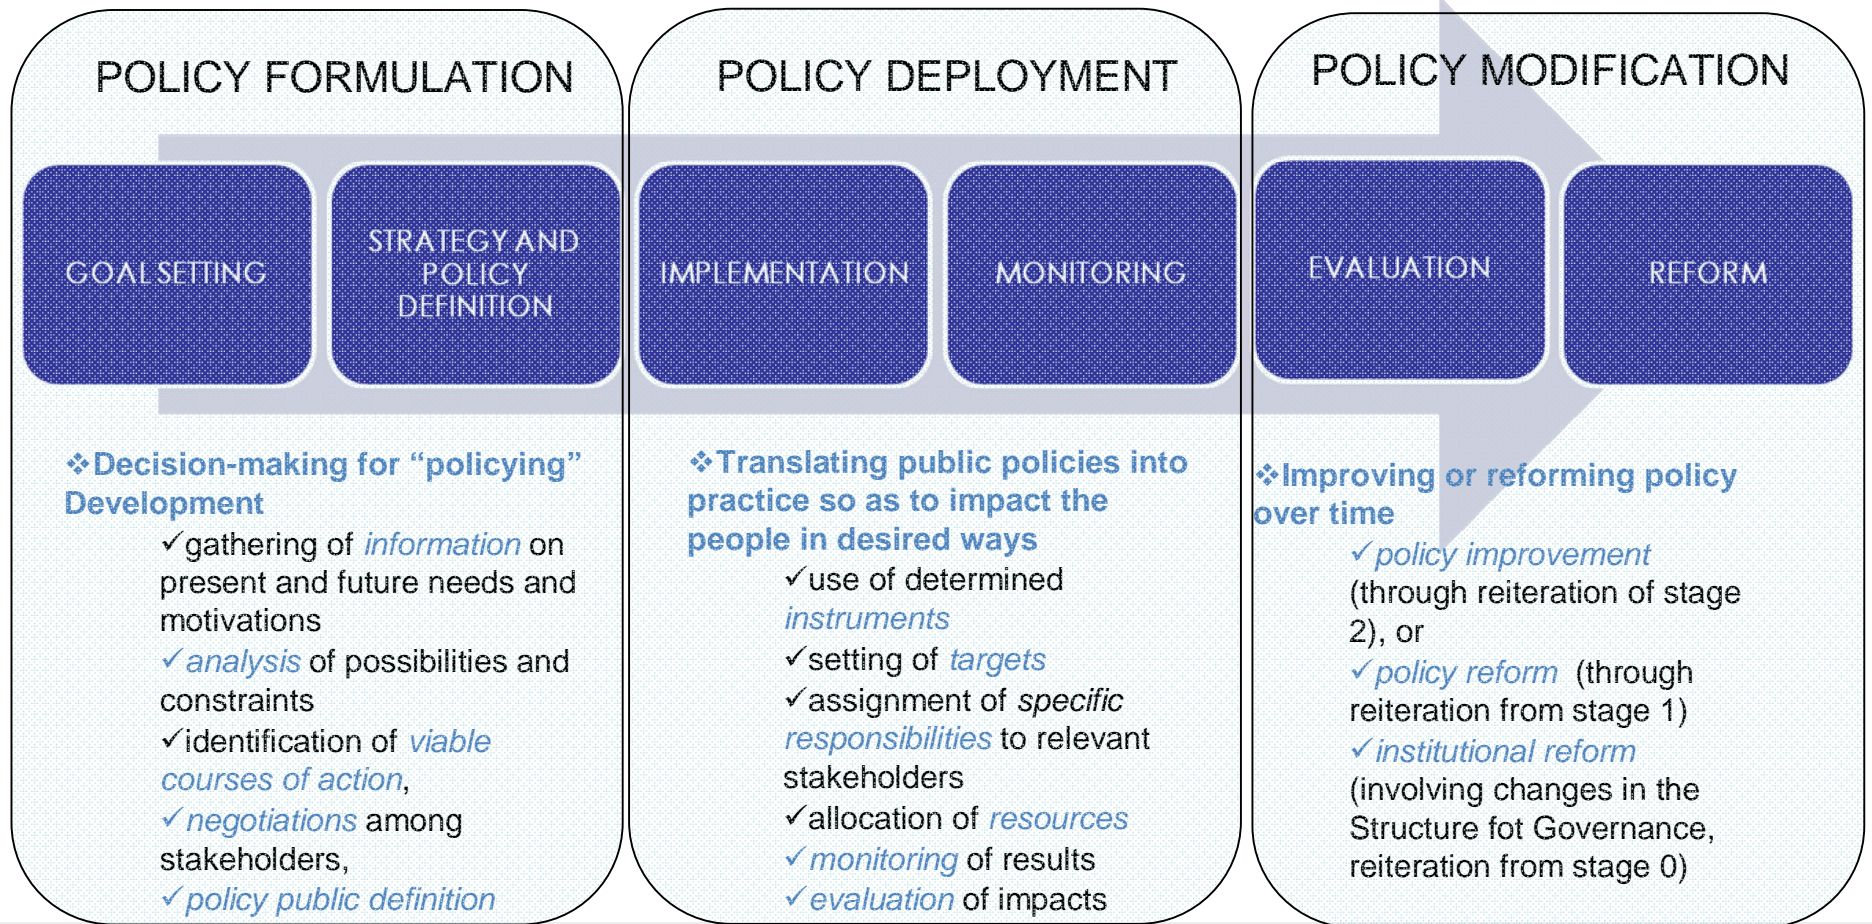 POLICY FORMULATION
GOAL SETTING
STRATEGY AND
POLICY
DEFINITION
❖Decision-making for “policying”
Development
✓gathering of information on
present and future needs and
motivations
✓analysis of possibilities and
constraints
✓identification of viable
courses of action,
✓negotiations among
stakeholders,
✓policy public definition
POLICY DEPLOYMENT
IMPLEMENTATION
MONITORING
❖Translating public policies into
practice so as to impact the
people in desired ways
✓use of determined
instruments
✓setting of targets
✓assignment of specific
responsibilities to relevant
stakeholders
✓allocation of resources
✓monitoring of results
✓evaluation of impacts
POLICY MODIFICATION
EVALUATION
REFORM
❖Improving or reforming policy
over time
✓policy improvement
(through reiteration of stage
2), or
✓policy reform (through
reiteration from stage 1)
✓institutional reform
(involving changes in the
Structure fot Governance,
reiteration from stage 0)